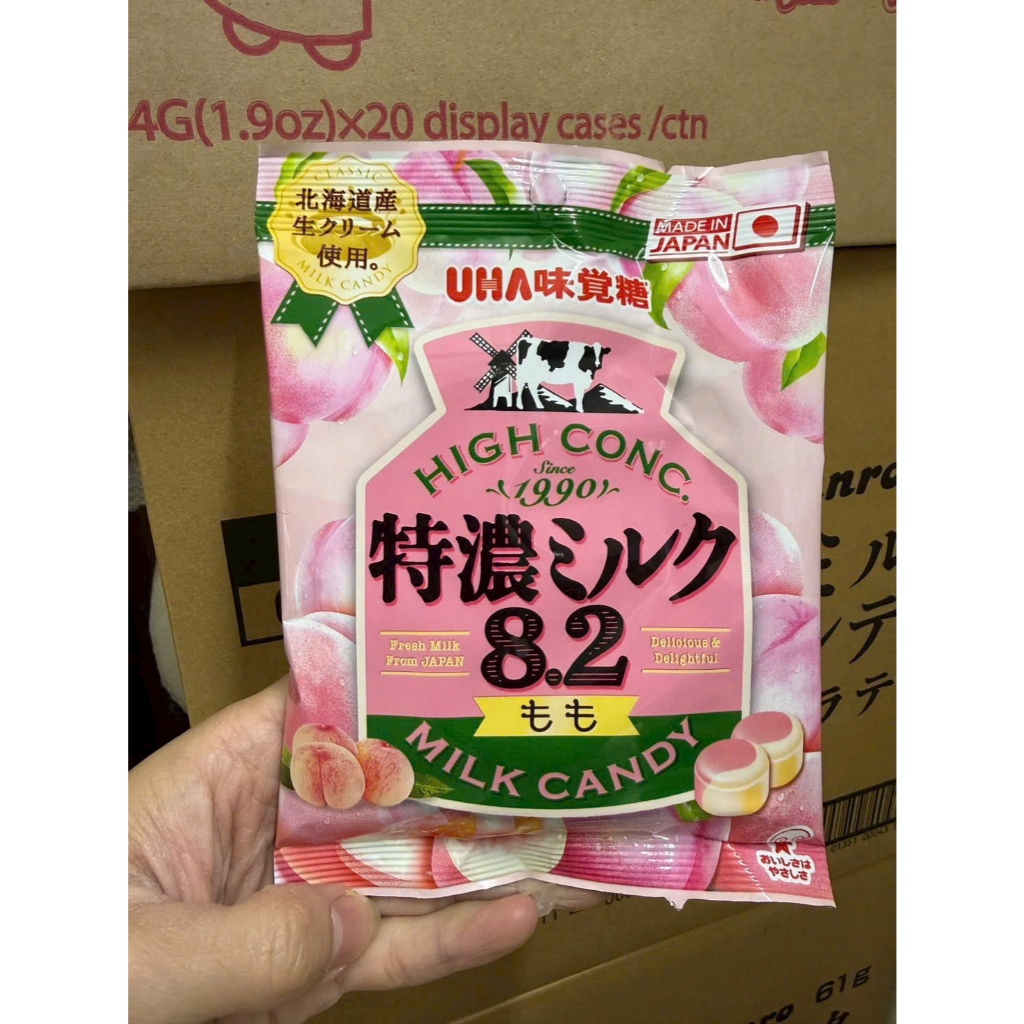 4G(1.9oz)x20 display cases /ctn
CLASSIC
北海道産
生クリーム
使用。
MILK CANDY
MADE IN
JAPAN
UHA味覚糖
HIGH CONC.
Since
1990
特濃ミルク
8.2
Fresh Milk
From JAPAN
Delicious &
Delightful
もも
MILK CANDY
おいしさは
やさしさ
ミル
ラテ
61g